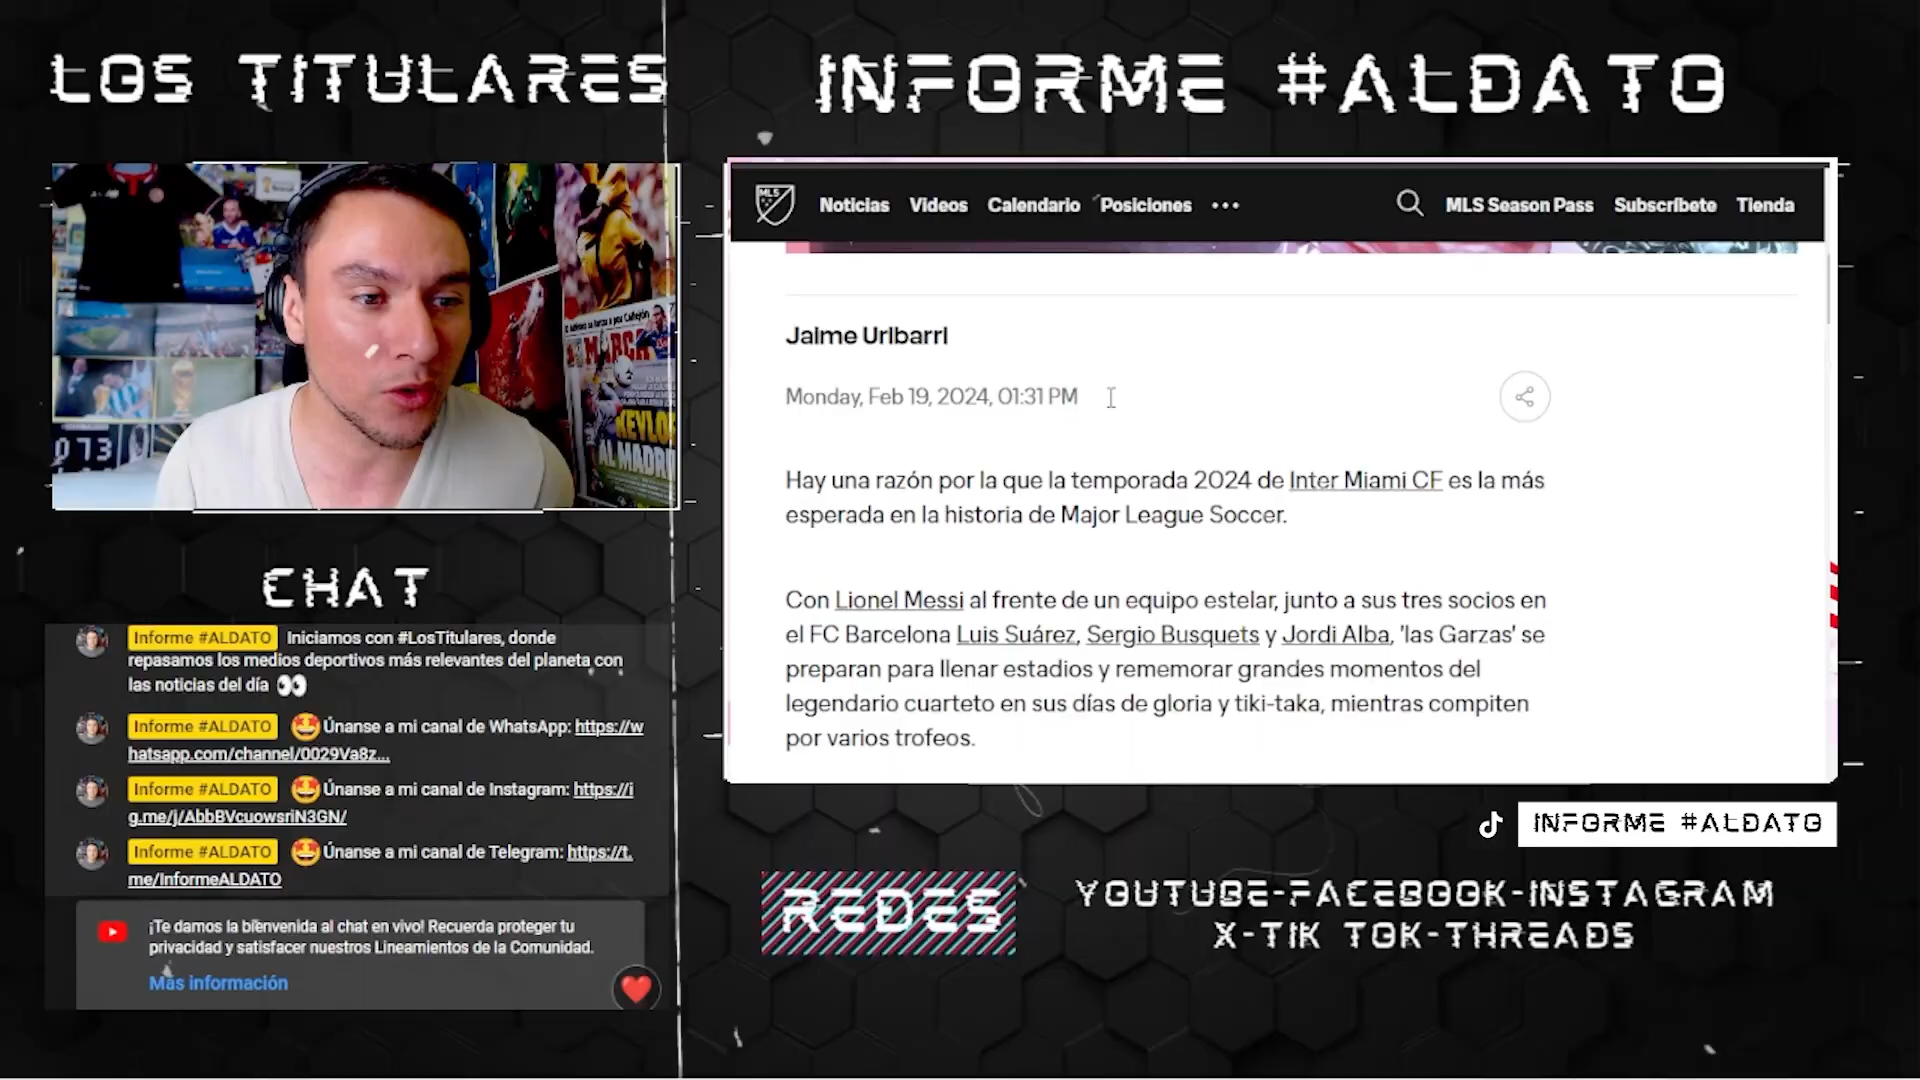 LOS TITULARES
INFORME #ALDATO
MLS
Noticias
Videos
Calendario
Posiciones
MLS Season Pass
Subscríbete
Tienda
Jaime Uribarri
Monday, Feb 19, 2024, 01:31 PM
Hay una razón por la que la temporada 2024 de Inter Miami CF es la más
esperada en la historia de Major League Soccer.
Con Lionel Messi al frente de un equipo estelar, junto a sus tres socios en
el FC Barcelona Luis Suárez, Sergio Busquets y Jordi Alba, 'las Garzas' se
preparan para llenar estadios y rememorar grandes momentos del
legendario cuarteto en sus días de gloria y tiki-taka, mientras compiten
por varios trofeos.
MARCA
KEYLOR
AL MADRI
073
CHAT
Informe #ALDATO Iniciamos con #LosTitulares, donde
repasamos los medios deportivos más relevantes del planeta con
las noticias del día 👀
Informe #ALDATO 🤩Únanse a mi canal de WhatsApp: https://w
hatsapp.com/channel/0029Va8z...
Informe #ALDATO 🤩Únanse a mi canal de Instagram: https://i
g.me/j/AbbBVcuowsriN3GN/
Informe #ALDATO 🤩Únanse a mi canal de Telegram: https://t.
me/InformeALDATO
¡Te damos la bienvenida al chat en vivo! Recuerda proteger tu
privacidad y satisfacer nuestros Lineamientos de la Comunidad.
Más información
INFORME #ALDATO
REDES
YOUTUBE-FACEBOOK-INSTAGRAM
X-TIK TOK-THREADS